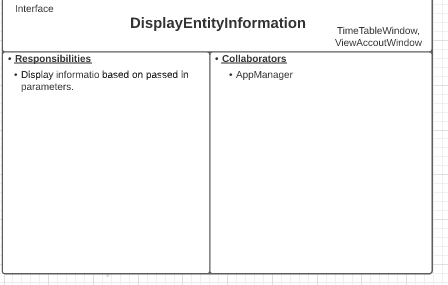 Interface
DisplayEntityInformation
TimeTableWindow,
ViewAccoutWindow
• Responsibilities
• Display informatio based on passed in
parameters.
• Collaborators
• AppManager